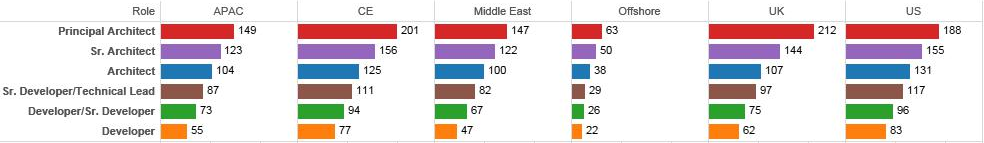 Role APAC CE Middle East Offshore UK US
Principal Architect 149 201 147 63 212 188
Sr. Architect 123 156 122 50 144 155
Architect 104 125 100 38 107 131
Sr. Developer/Technical Lead 87 111 82 29 97 117
Developer/Sr. Developer 73 94 67 26 75 96
Developer 55 77 47 22 62 83